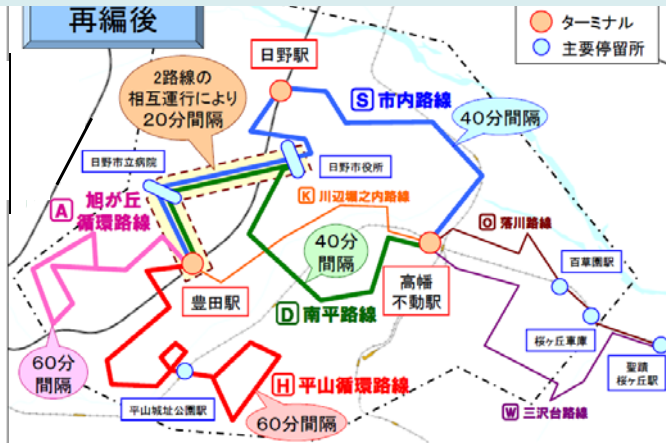 再編後
ターミナル
主要停留所
日野駅
2路線の
相互運行により
20分間隔
S 市内路線
40分間隔
日野市立病院
日野市役所
A 旭が丘
循環路線
K 川辺堀之内路線
O 落川路線
40分
間隔
百草園駅
高幡
不動駅
豊田駅
D 南平路線
桜ヶ丘車庫
聖蹟
桜ヶ丘駅
60分
間隔
H 平山循環路線
平山城址公園駅
60分間隔
W 三沢台路線